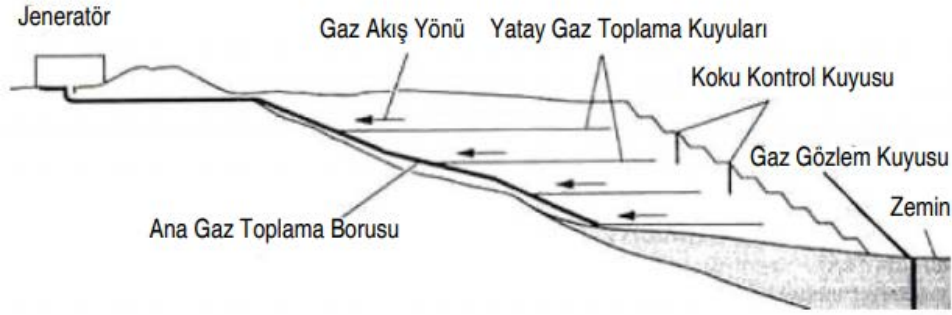 Jeneratör
Gaz Akış Yönü
Yatay Gaz Toplama Kuyuları
Koku Kontrol Kuyusu
Gaz Gözlem Kuyusu
Zemin
Ana Gaz Toplama Borusu